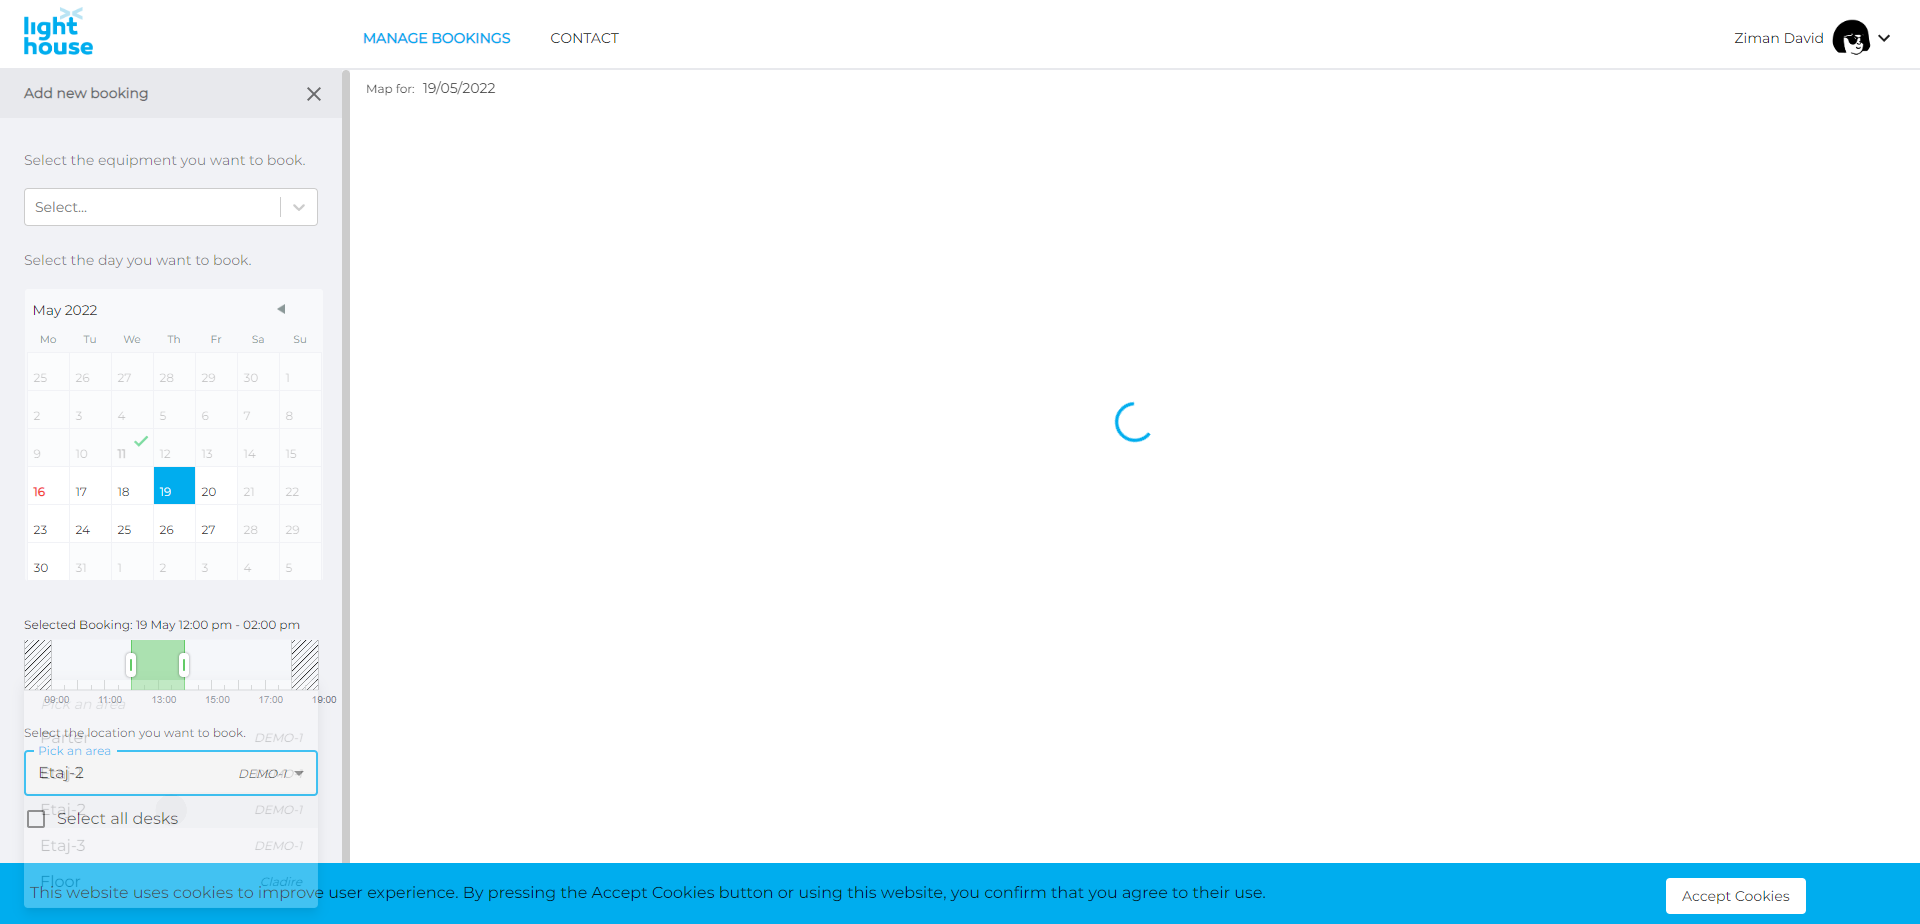 light
house
MANAGE BOOKINGS
CONTACT
Ziman David
Add new booking
Map for: 19/05/2022
Select the equipment you want to book.
Select...
Select the day you want to book.
May 2022
Mo Tu We Th Fr Sa Su
25 26 27 28 29 30 1
2 3 4 5 6 7 8
9 10 11 12 13 14 15
16 17 18 19 20 21 22
23 24 25 26 27 28 29
30 31 1 2 3 4 5
Selected Booking: 19 May 12:00 pm - 02:00 pm
09:00 11:00 13:00 15:00 17:00 19:00
Pick an area
Select the location you want to book.
Parter DEMO-1
Pick an area
Etaj-2 DEMO-1
Etaj-2 DEMO-1
Select all desks
Etaj-3 DEMO-1
Floor Cladire
This website uses cookies to improve user experience. By pressing the Accept Cookies button or using this website, you confirm that you agree to their use.
Accept Cookies